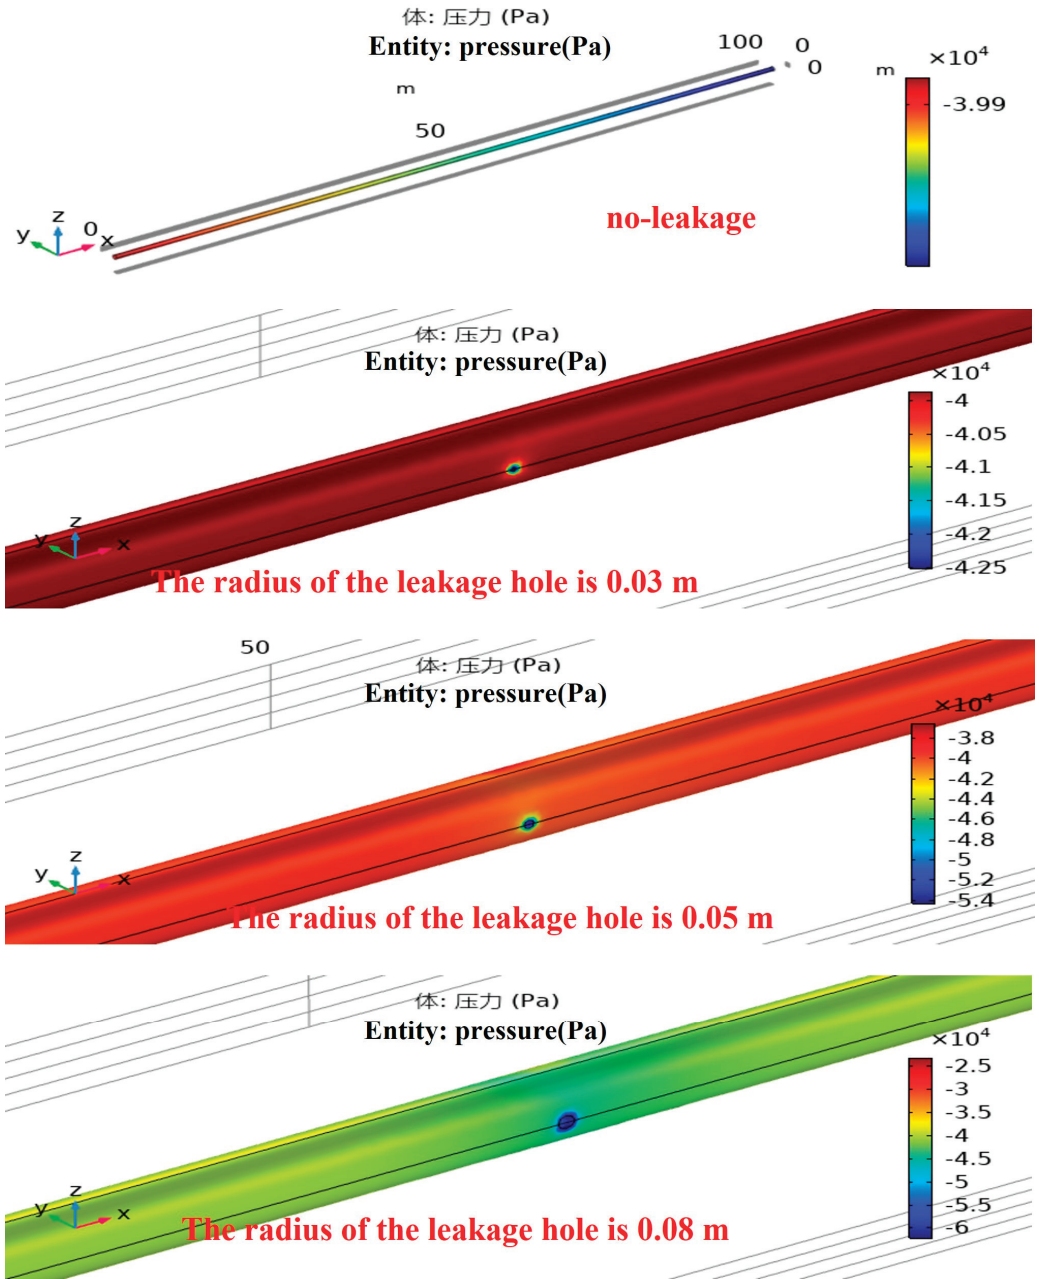 体: 压力 (Pa)
Entity: pressure(Pa)
100 0
0
m
50
m
×10⁴
-3.99
z
y
0
x
no-leakage
体: 压力 (Pa)
Entity: pressure(Pa)
×10⁴
-4
-4.05
-4.1
-4.15
-4.2
-4.25
z
y
x
The radius of the leakage hole is 0.03 m
50
体: 压力 (Pa)
Entity: pressure(Pa)
×10⁴
-3.8
-4
-4.2
-4.4
-4.6
-4.8
-5
-5.2
-5.4
z
y
x
The radius of the leakage hole is 0.05 m
体: 压力 (Pa)
Entity: pressure(Pa)
×10⁴
-2.5
-3
-3.5
-4
-4.5
-5
-5.5
-6
z
y
x
The radius of the leakage hole is 0.08 m